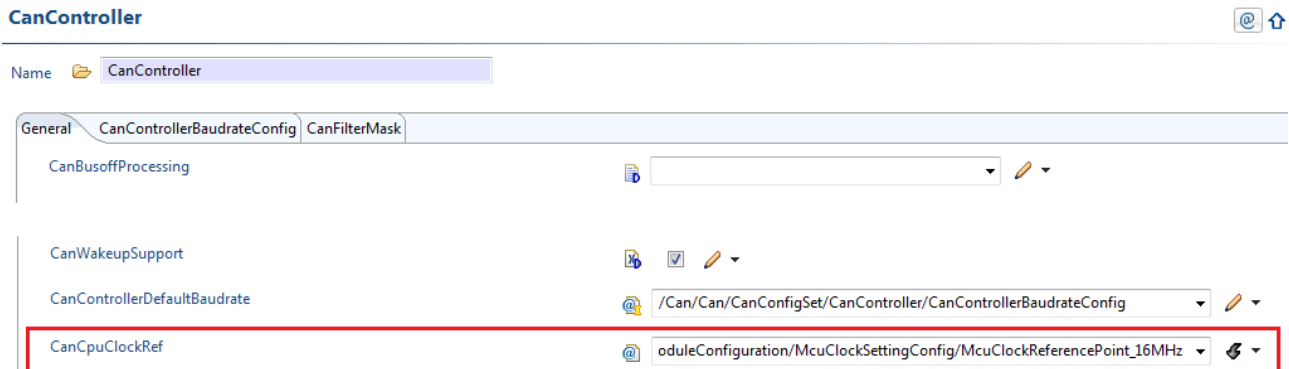 CanController
Name CanController
General CanControllerBaudrateConfig CanFilterMask
CanBusoffProcessing
CanWakeupSupport
CanControllerDefaultBaudrate /Can/Can/CanConfigSet/CanController/CanControllerBaudrateConfig
CanCpuClockRef oduleConfiguration/McuClockSettingConfig/McuClockReferencePoint_16MHz